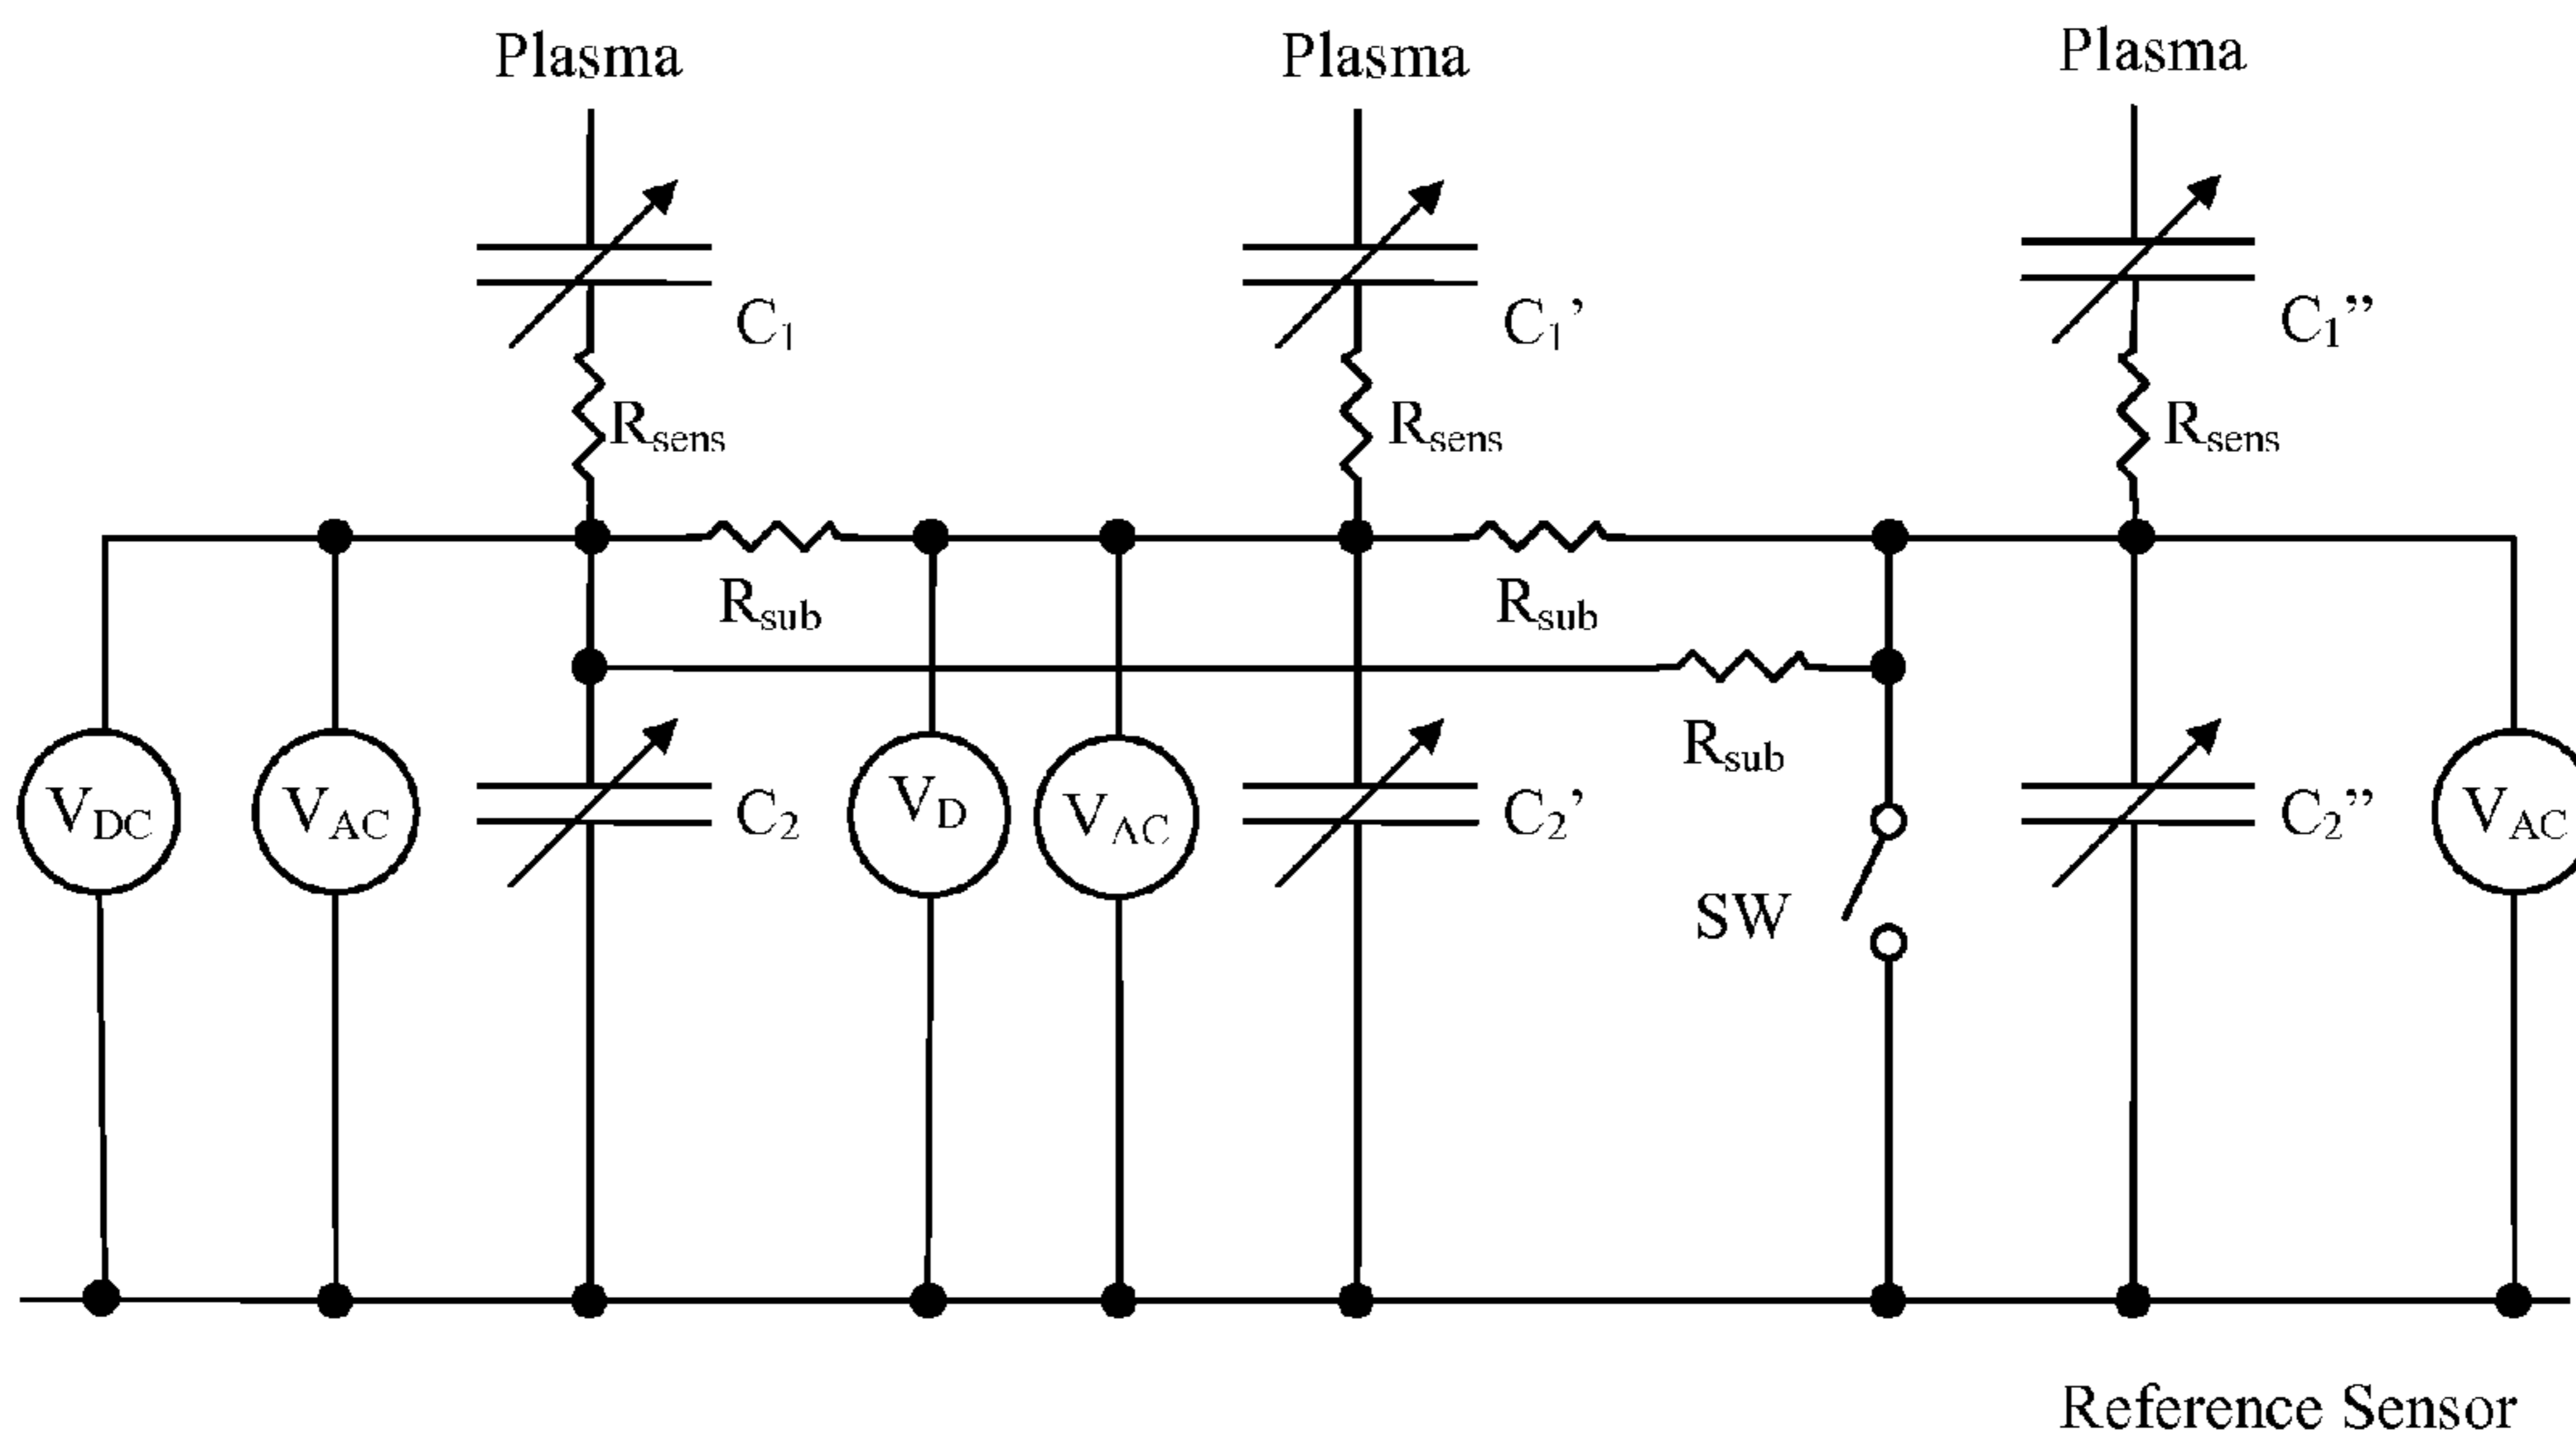 Plasma Plasma Plasma
C₁ C₁’ C₁”
Rsens Rsens Rsens
Rsub Rsub
Rsub
VDC VAC C₂ VD VAC C₂’ C₂” VAC
SW
Reference Sensor